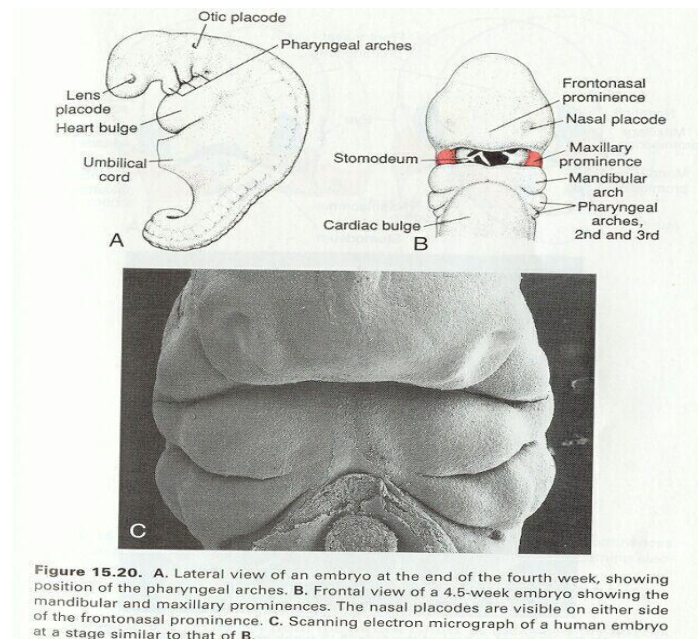 Otic placode
Pharyngeal arches
Lens
placode
Heart bulge
Umbilical
cord
A
Frontonasal
prominence
Nasal placode
Stomodeum
Maxillary
prominence
Mandibular
arch
Pharyngeal
arches,
2nd and 3rd
Cardiac bulge
B
C
Figure 15.20. A. Lateral view of an embryo at the end of the fourth week, showing
position of the pharyngeal arches. B. Frontal view of a 4.5-week embryo showing the
mandibular and maxillary prominences. The nasal placodes are visible on either side
of the frontonasal prominence. C. Scanning electron micrograph of a human embryo
at a stage similar to that of B.